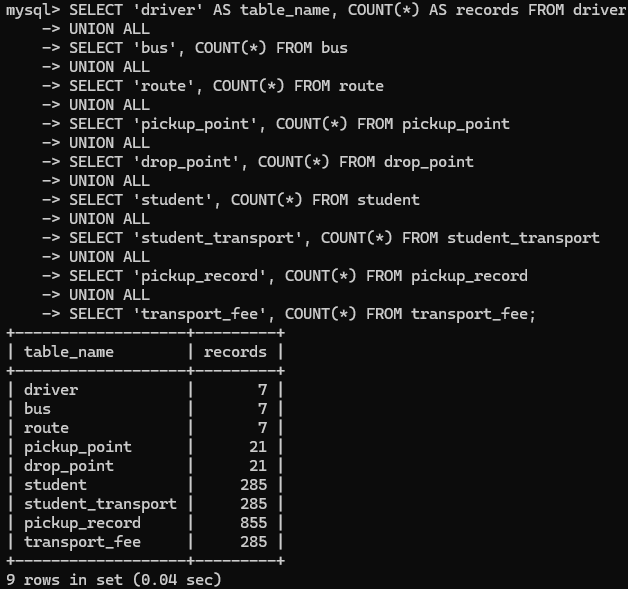 mysql> SELECT 'driver' AS table_name, COUNT(*) AS records FROM driver
    -> UNION ALL
    -> SELECT 'bus', COUNT(*) FROM bus
    -> UNION ALL
    -> SELECT 'route', COUNT(*) FROM route
    -> UNION ALL
    -> SELECT 'pickup_point', COUNT(*) FROM pickup_point
    -> UNION ALL
    -> SELECT 'drop_point', COUNT(*) FROM drop_point
    -> UNION ALL
    -> SELECT 'student', COUNT(*) FROM student
    -> UNION ALL
    -> SELECT 'student_transport', COUNT(*) FROM student_transport
    -> UNION ALL
    -> SELECT 'pickup_record', COUNT(*) FROM pickup_record
    -> UNION ALL
    -> SELECT 'transport_fee', COUNT(*) FROM transport_fee;
+-------------------+---------+
| table_name        | records |
+-------------------+---------+
| driver            |       7 |
| bus               |       7 |
| route             |       7 |
| pickup_point      |      21 |
| drop_point        |      21 |
| student           |     285 |
| student_transport |     285 |
| pickup_record     |     855 |
| transport_fee     |     285 |
+-------------------+---------+
9 rows in set (0.04 sec)